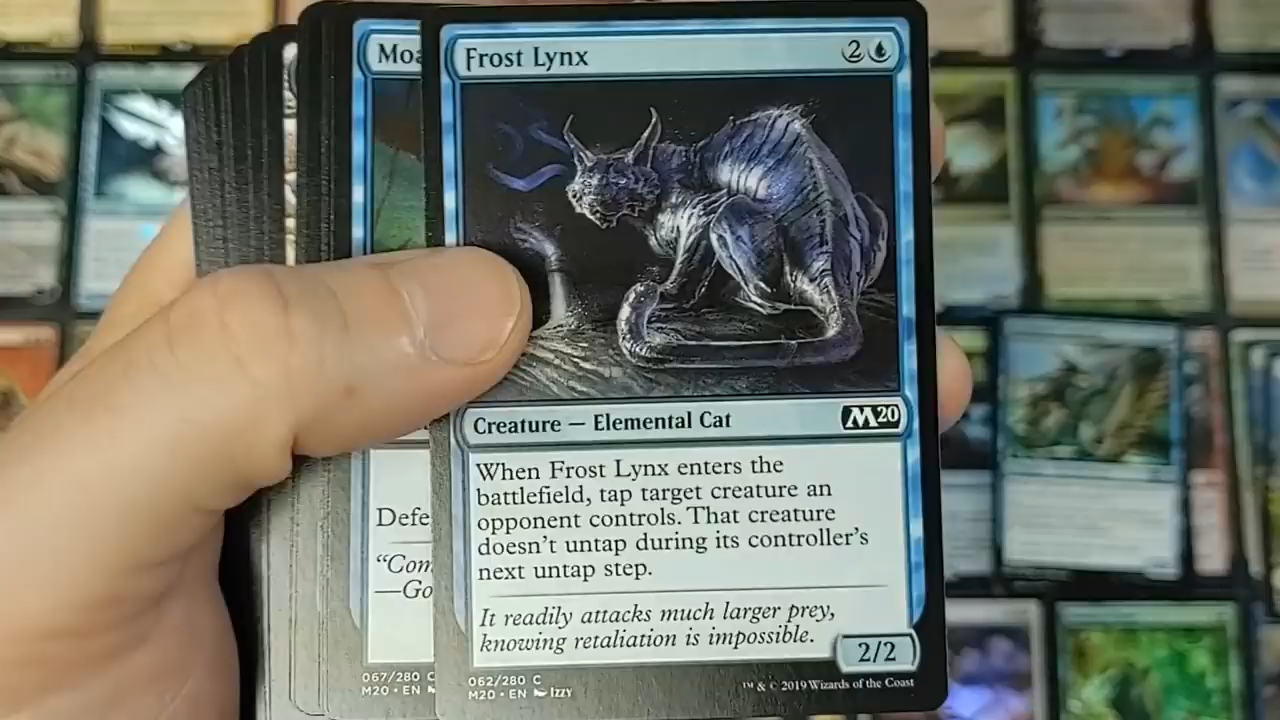 Moa
Frost Lynx
2
Creature — Elemental Cat
M20
When Frost Lynx enters the
battlefield, tap target creature an
opponent controls. That creature
doesn't untap during its controller's
next untap step.
It readily attacks much larger prey,
knowing retaliation is impossible.
2/2
062/280 C
M20 • EN Izzy
™ & © 2019 Wizards of the Coast
Defe
“Com
—Go
067/280 C
M20 • EN